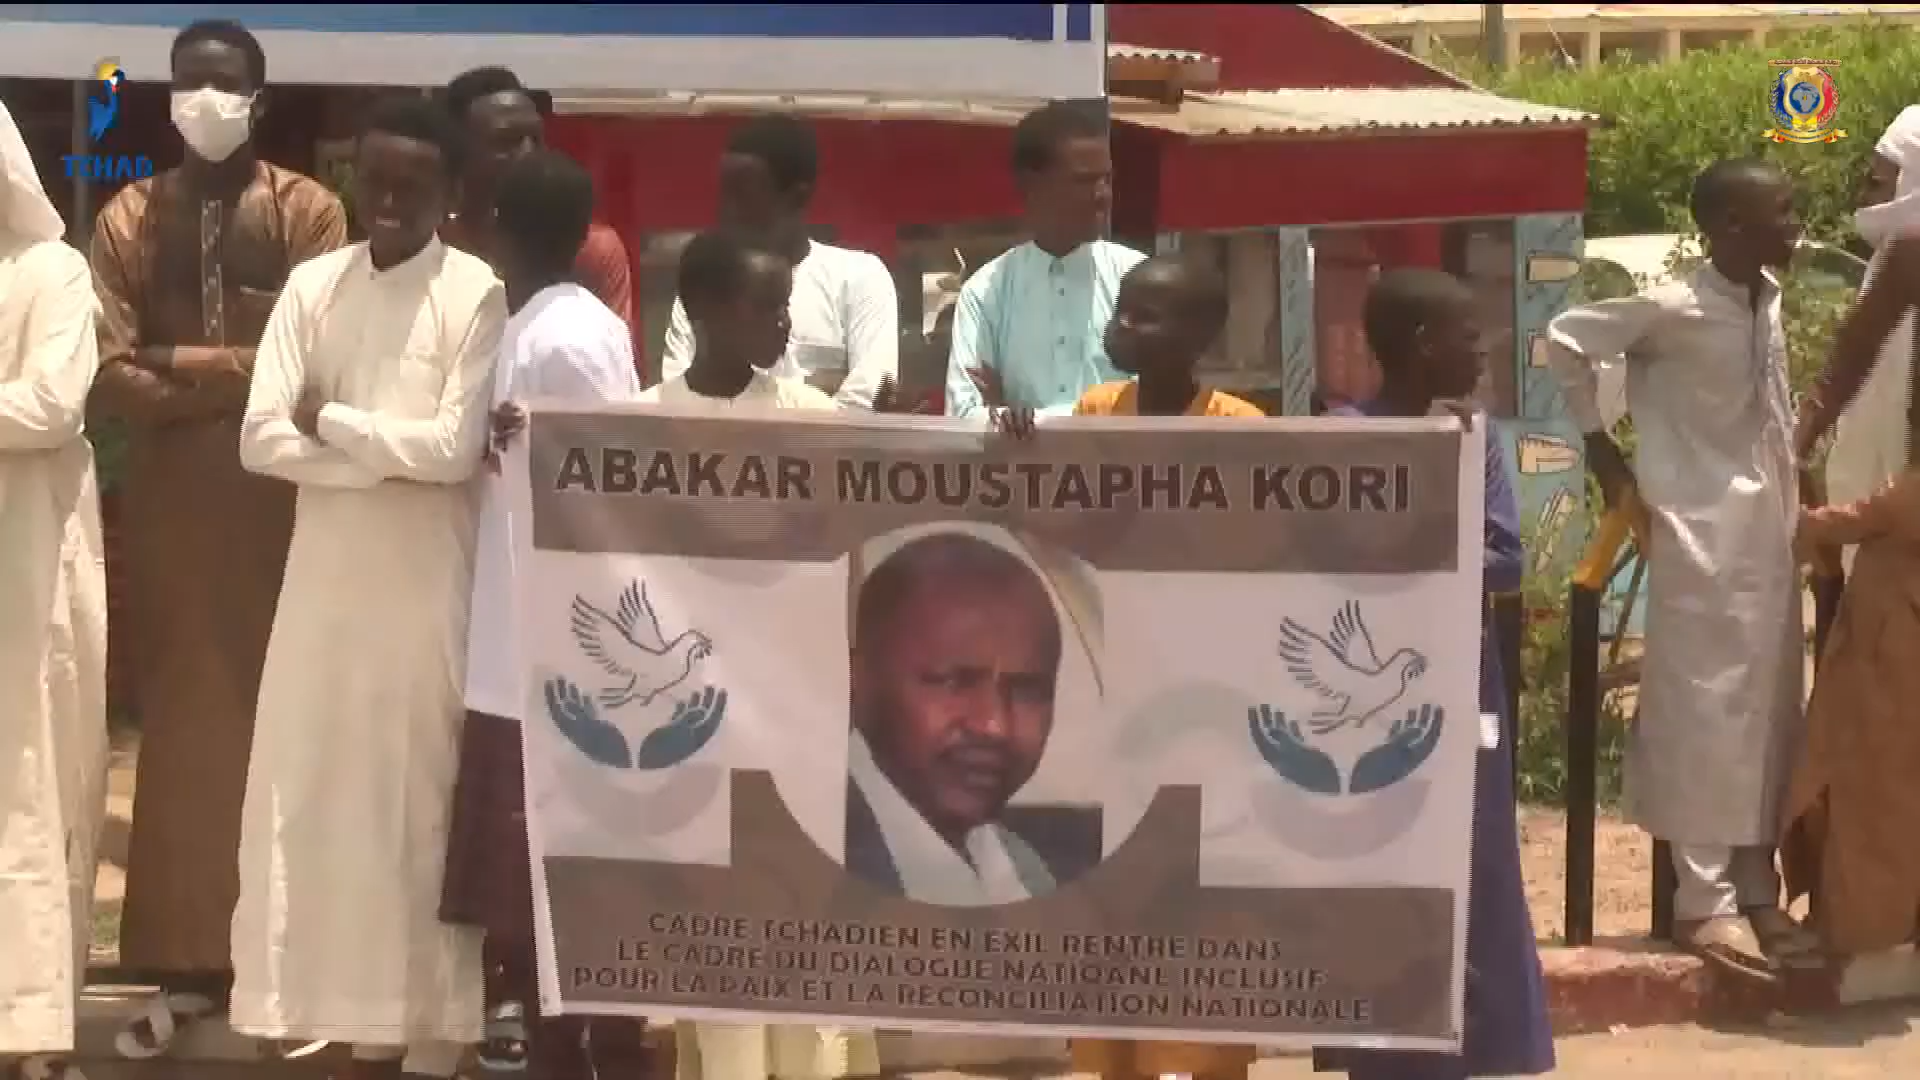 TCHAD
ABAKAR MOUSTAPHA KORI
CADRE TCHADIEN EN EXIL RENTRE DANS
LE CADRE DU DIALOGUE NATIOANL INCLUSIF
POUR LA PAIX ET LA RECONCILIATION NATIONALE